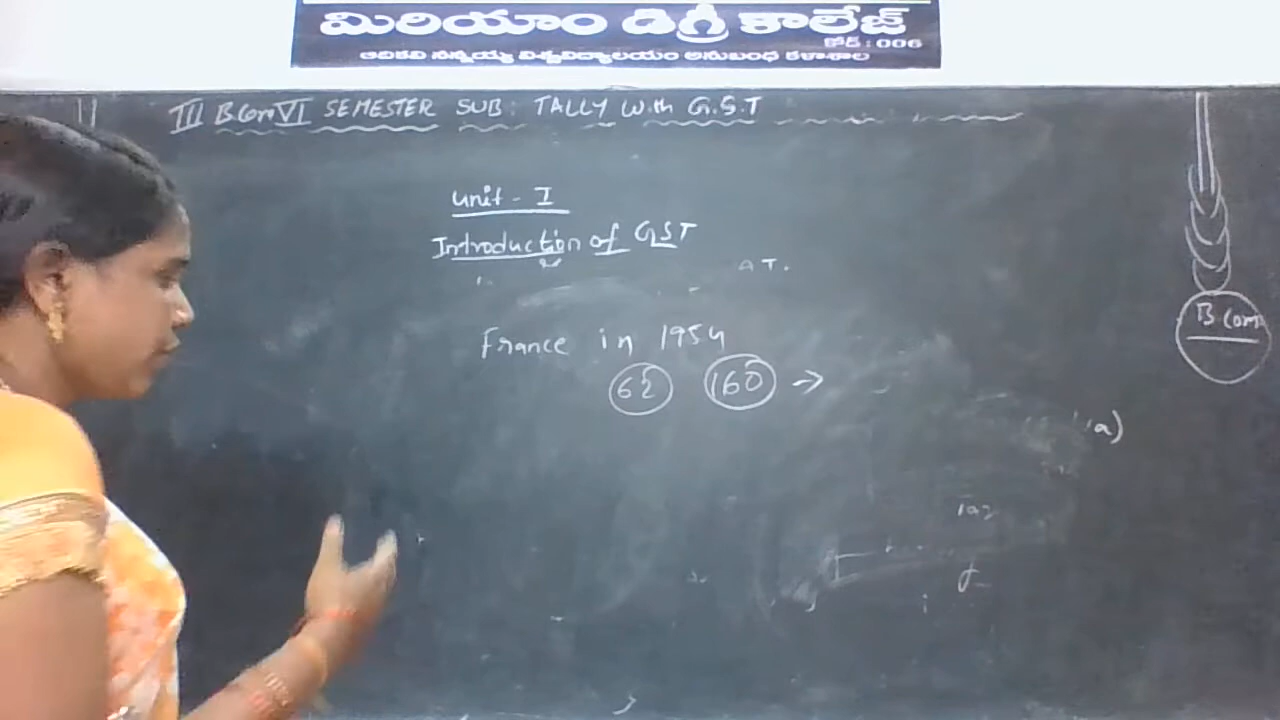 మిరియాం డిగ్రీ కాలేజ్
కోడ్ : 006
ఆదికవి నన్నయ్య విశ్వవిద్యాలయం అనుబంధ కళాశాల
III B.Com VI SEMESTER SUB: TALLY With G.S.T
Unit - I
Introduction of GST
A T.
France in 1954
62 160 →
B com